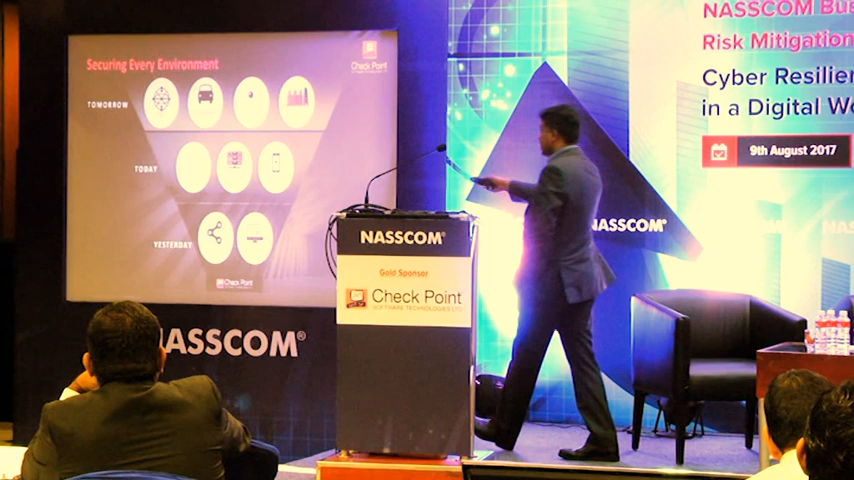 Securing Every Environment
Check Point
TOMORROW
TODAY
YESTERDAY
Check Point
NASSCOM®
NASSCOM®
Gold Sponsor
Check Point
SOFTWARE TECHNOLOGIES LTD
NASSCOM Bus
Risk Mitigation
Cyber Resilien
in a Digital Wo
9th August 2017
NASSCOM®